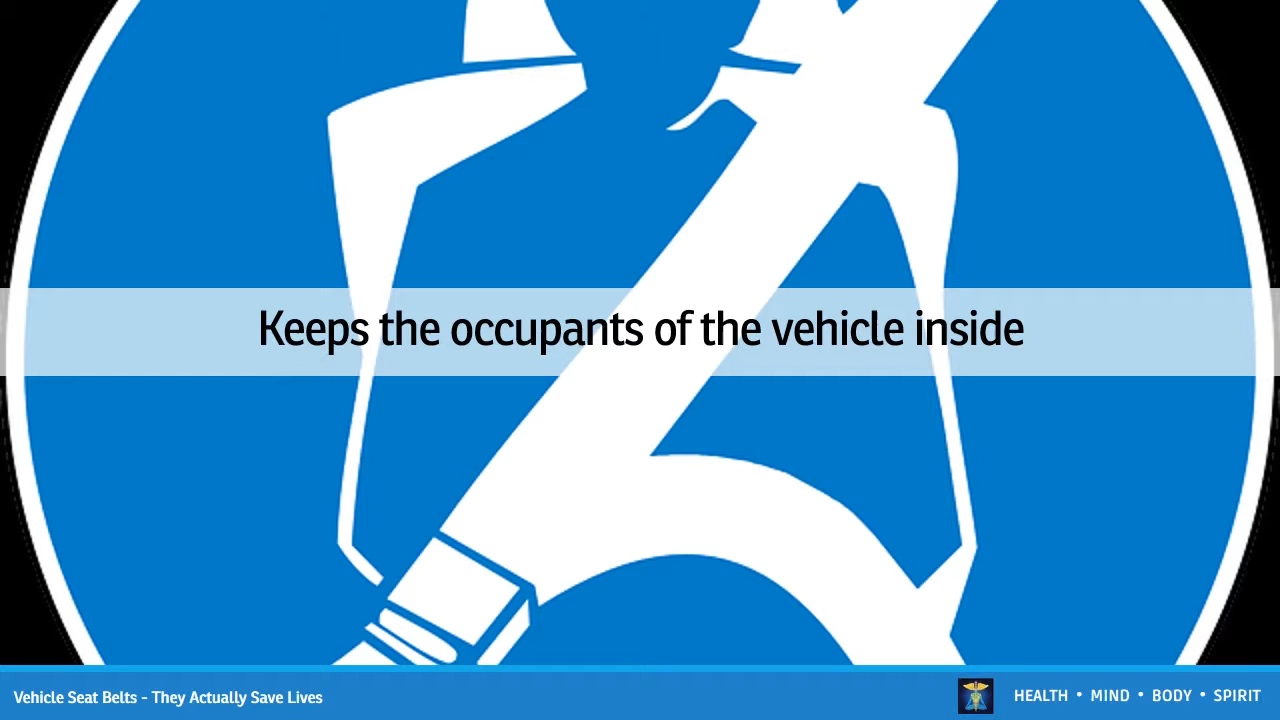 Keeps the occupants of the vehicle inside
Vehicle Seat Belts - They Actually Save Lives
HEALTH • MIND • BODY • SPIRIT